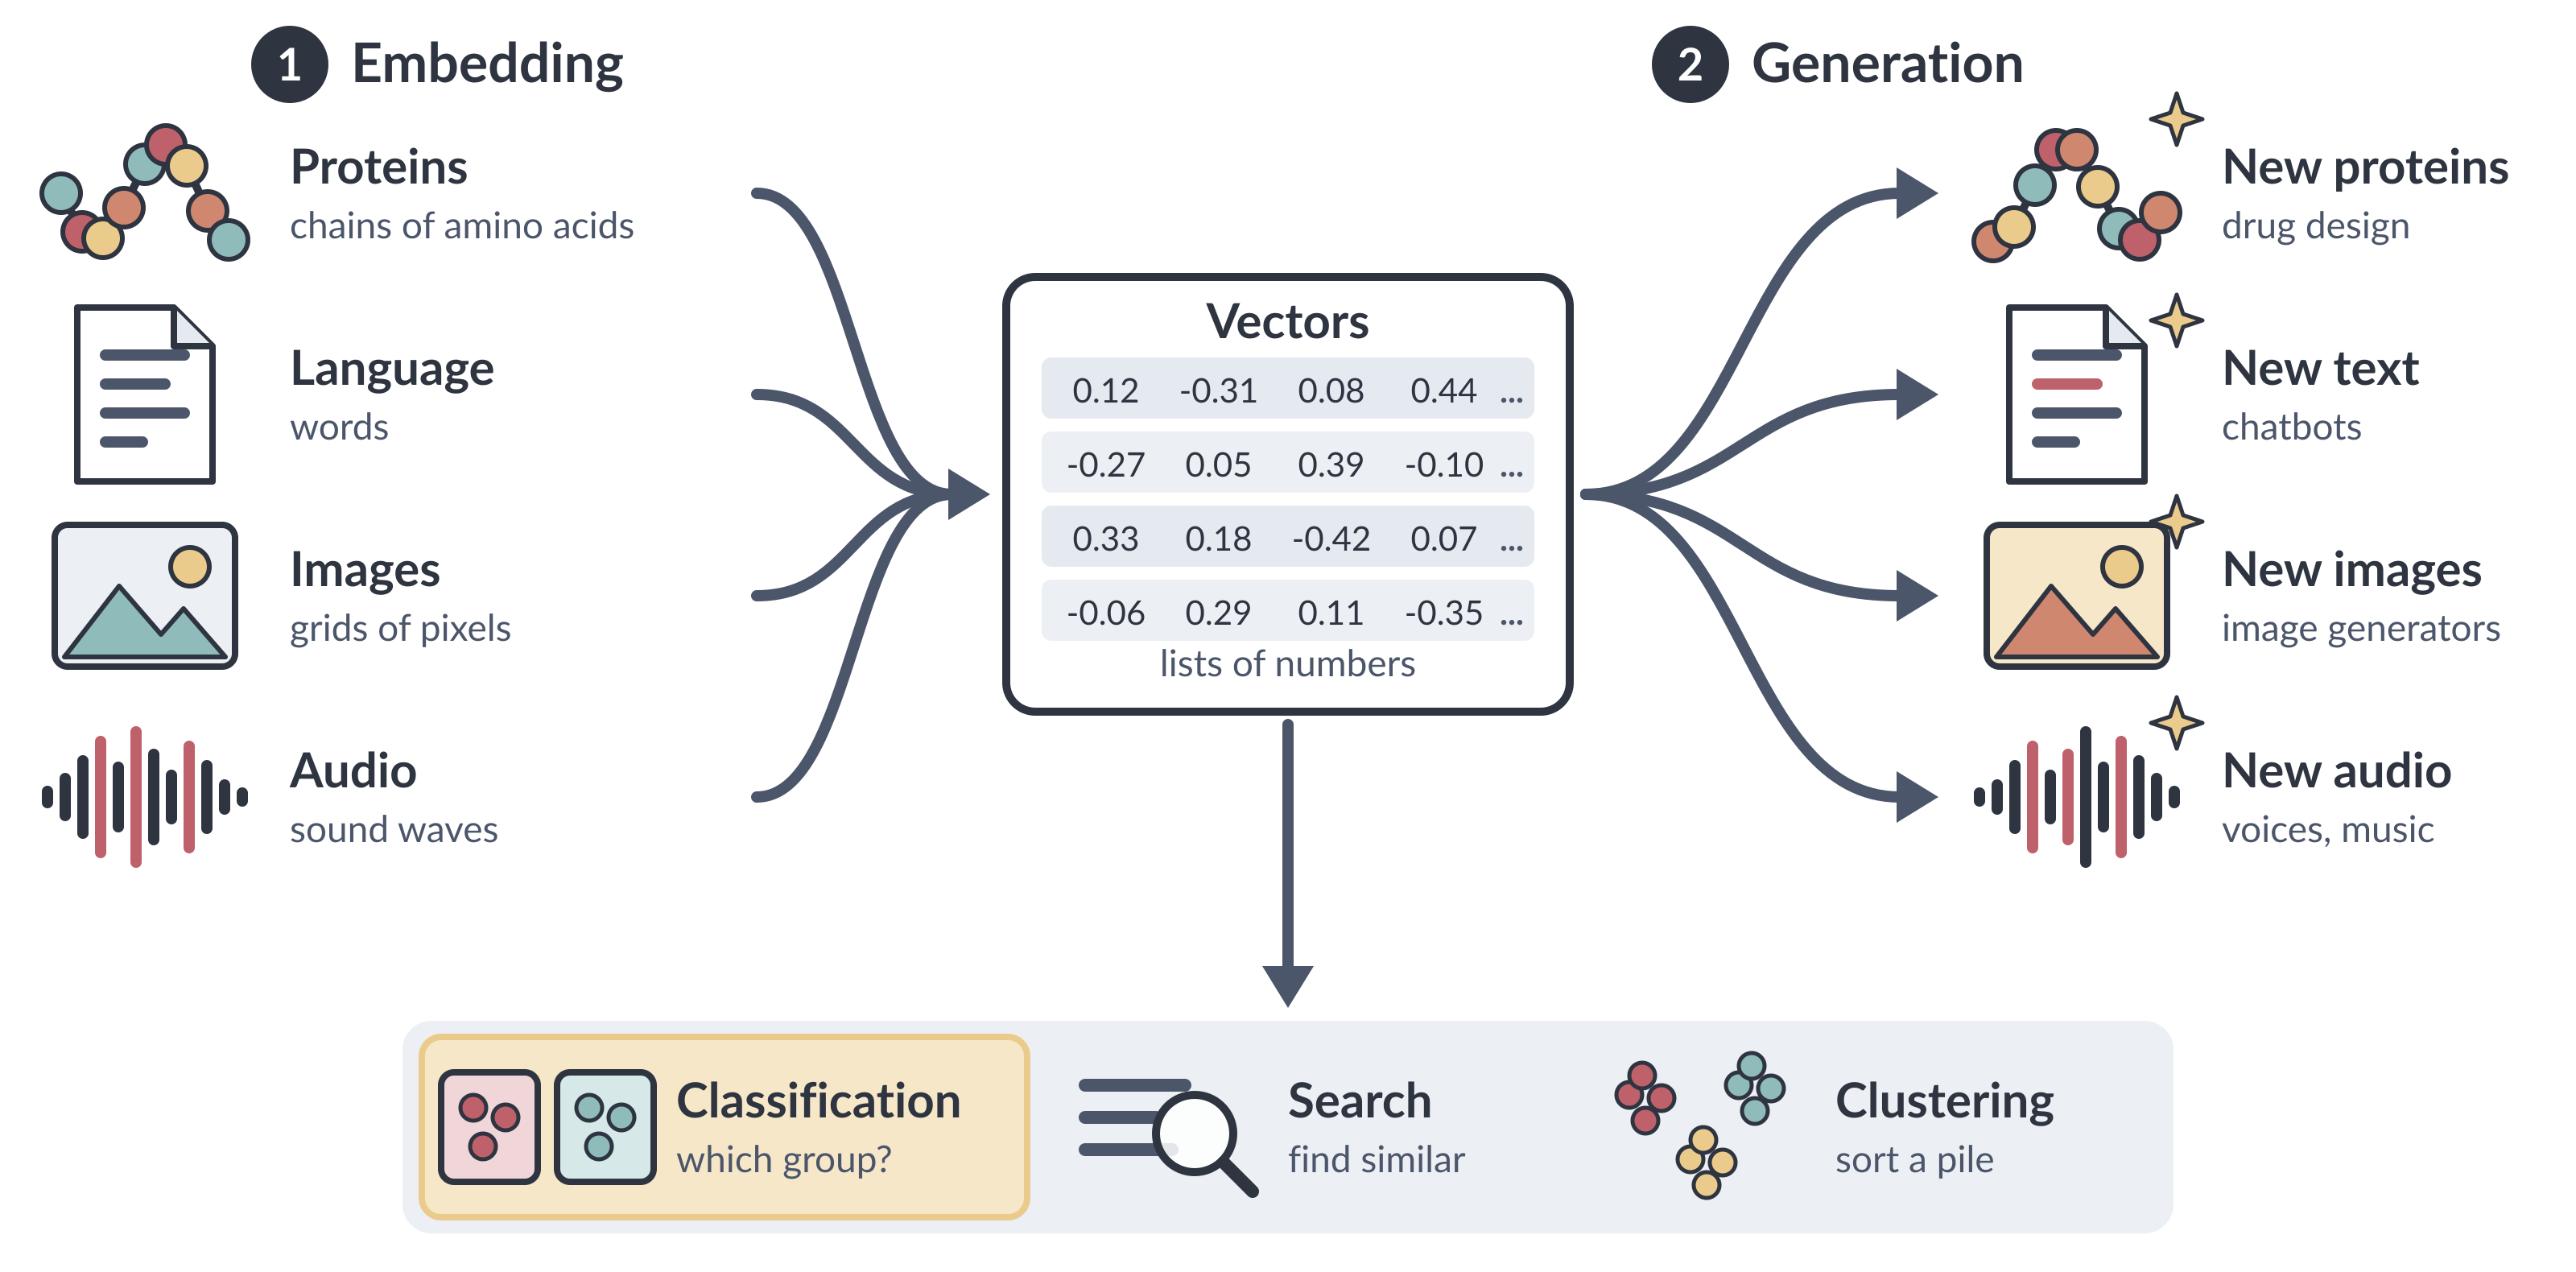 1 Embedding
Proteins
chains of amino acids
Language
words
Images
grids of pixels
Audio
sound waves
Vectors
0.12 -0.31 0.08 0.44 ...
-0.27 0.05 0.39 -0.10 ...
0.33 0.18 -0.42 0.07 ...
-0.06 0.29 0.11 -0.35 ...
lists of numbers
2 Generation
New proteins
drug design
New text
chatbots
New images
image generators
New audio
voices, music
Classification
which group?
Search
find similar
Clustering
sort a pile